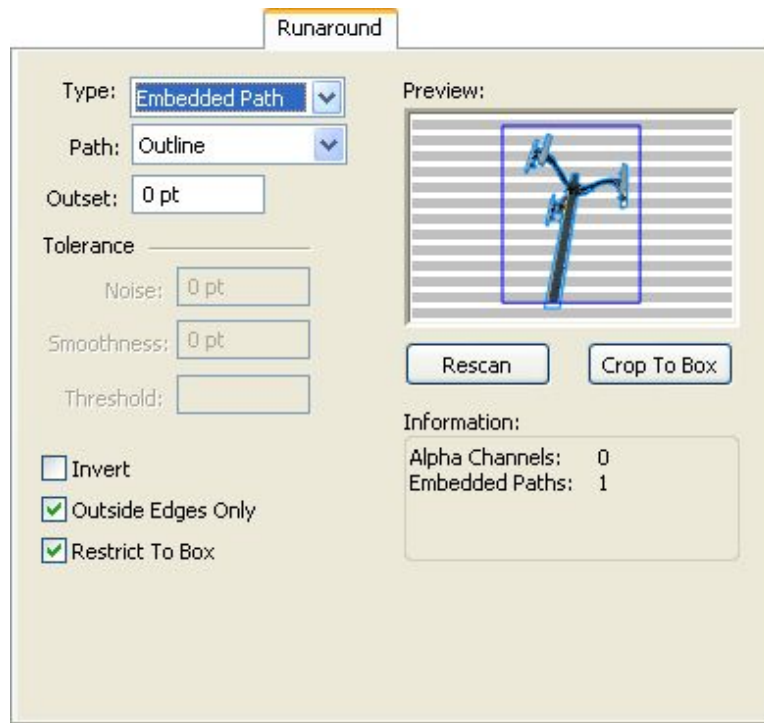 Runaround
Type: Embedded Path
Path: Outline
Outset: 0 pt
Tolerance
Noise: 0 pt
Smoothness: 0 pt
Threshold:
Invert
Outside Edges Only
Restrict To Box
Preview:
Rescan
Crop To Box
Information:
Alpha Channels: 0
Embedded Paths: 1